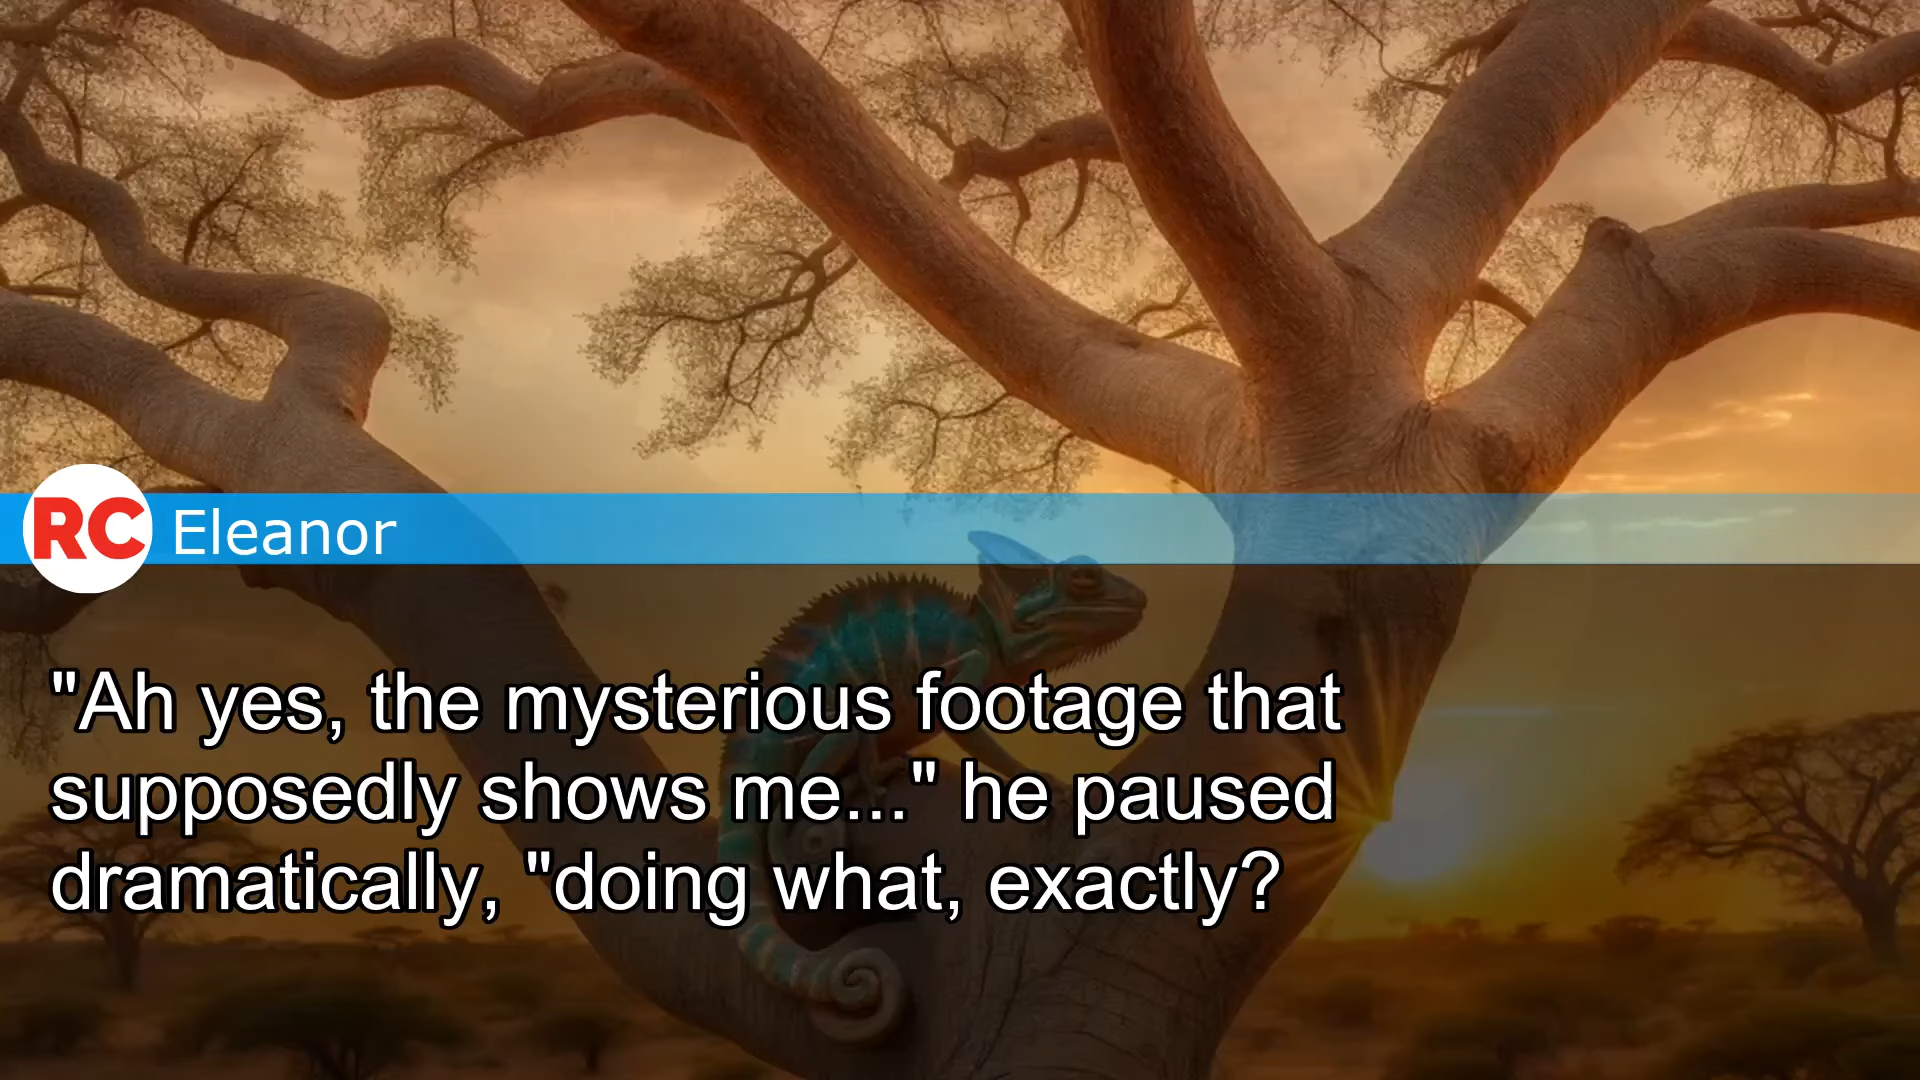 RC Eleanor
"Ah yes, the mysterious footage that
supposedly shows me..." he paused
dramatically, "doing what, exactly?